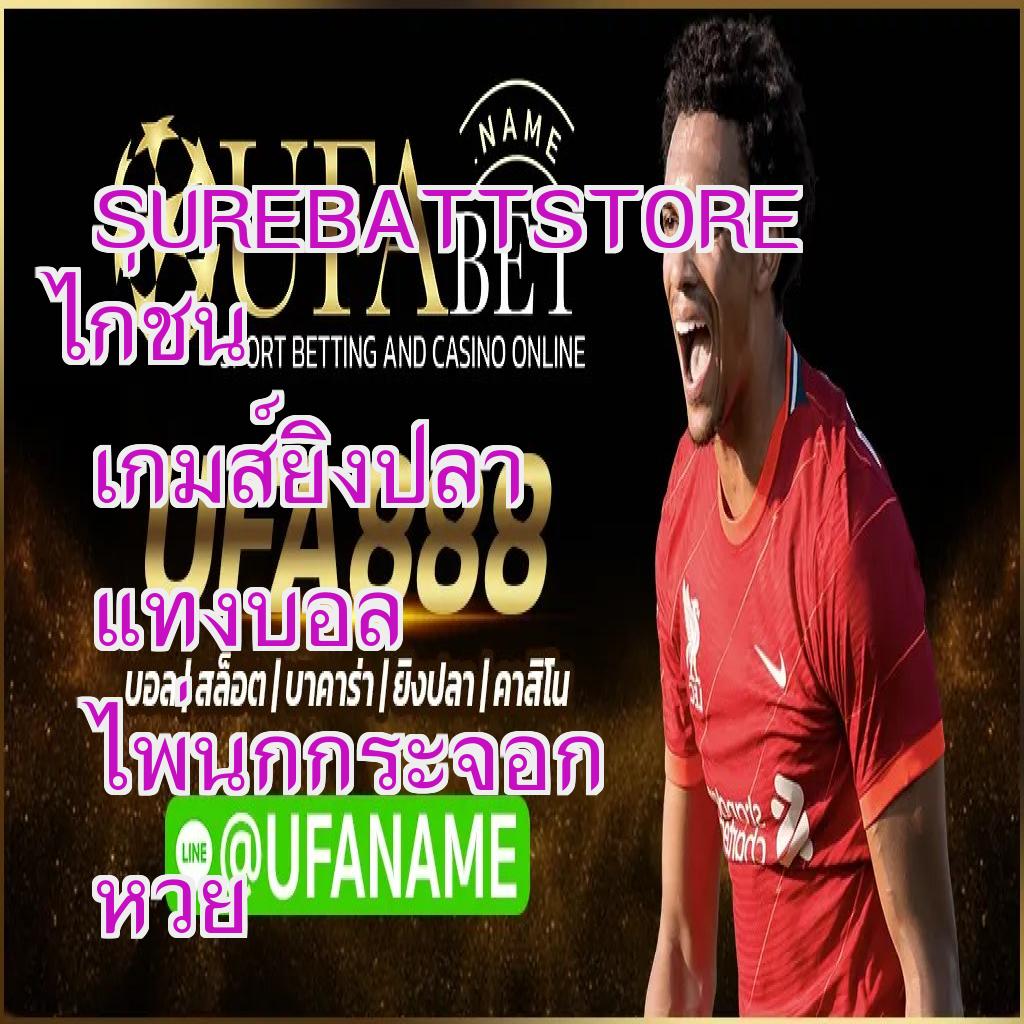 .NAME
UFA
BET
SUREBATTSTORE
ไก่ชน
SPORT BETTING AND CASINO ONLINE
เกมส์ยิงปลา
UFA888
แทงบอล
บอล | สล็อต | บาคาร่า | ยิงปลา | คาสิโน
ไพ่นกกระจอก
LINE @UFANAME
หวย